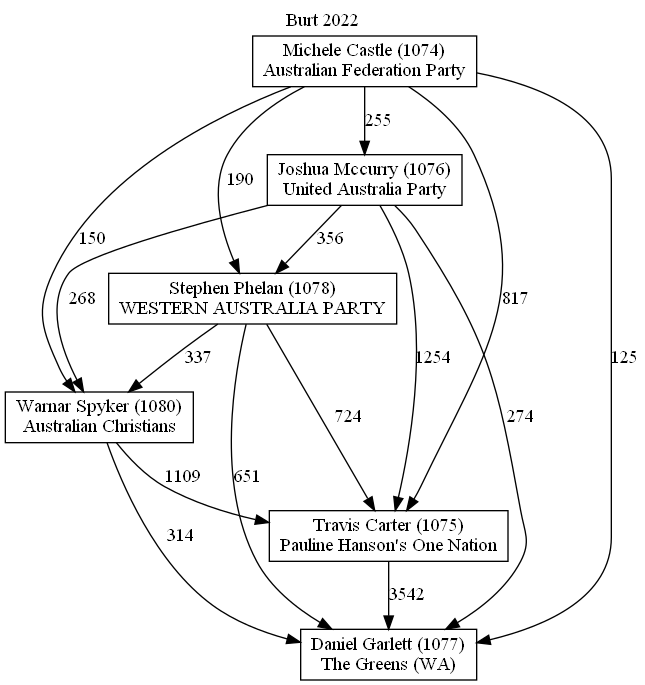 Burt 2022
Michele Castle (1074)
Australian Federation Party
255
Joshua Mccurry (1076)
United Australia Party
190
150
356
268
Stephen Phelan (1078)
WESTERN AUSTRALIA PARTY
817
337
1254
125
Warnar Spyker (1080)
Australian Christians
724
274
1109
651
314
Travis Carter (1075)
Pauline Hanson's One Nation
3542
Daniel Garlett (1077)
The Greens (WA)